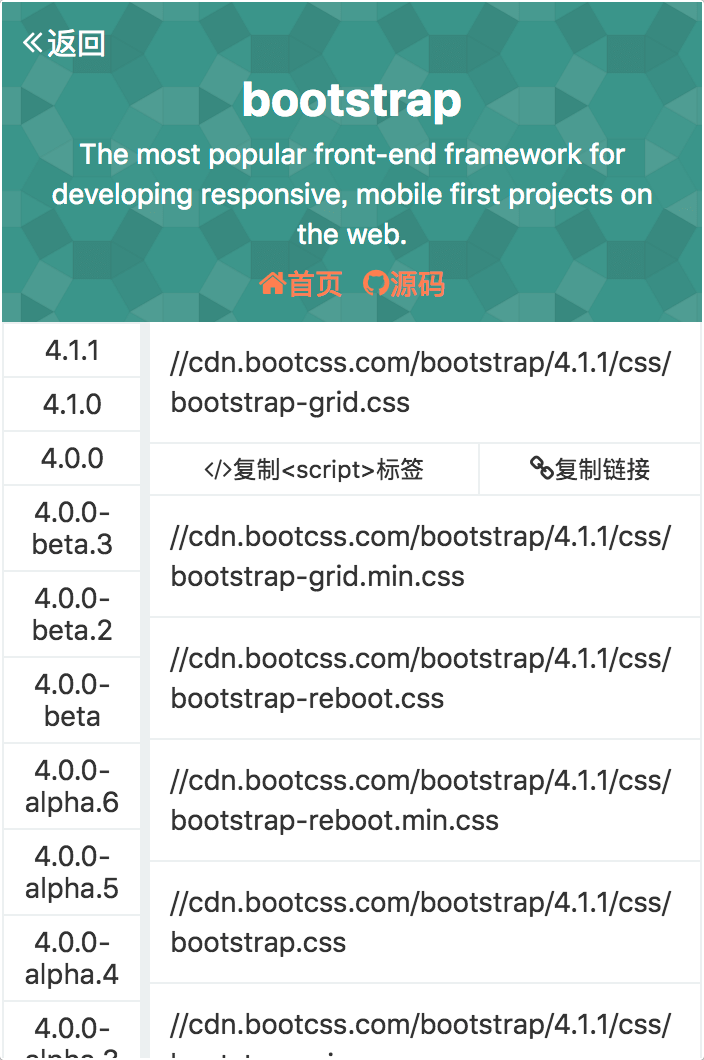 返回
bootstrap
The most popular front-end framework for
developing responsive, mobile first projects on
the web.
首页 源码
4.1.1
4.1.0
4.0.0
4.0.0-
beta.3
4.0.0-
beta.2
4.0.0-
beta
4.0.0-
alpha.6
4.0.0-
alpha.5
4.0.0-
alpha.4
4.0.0-
//cdn.bootcss.com/bootstrap/4.1.1/css/
bootstrap-grid.css
</>复制<script>标签 复制链接
//cdn.bootcss.com/bootstrap/4.1.1/css/
bootstrap-grid.min.css
//cdn.bootcss.com/bootstrap/4.1.1/css/
bootstrap-reboot.css
//cdn.bootcss.com/bootstrap/4.1.1/css/
bootstrap-reboot.min.css
//cdn.bootcss.com/bootstrap/4.1.1/css/
bootstrap.css
//cdn.bootcss.com/bootstrap/4.1.1/css/